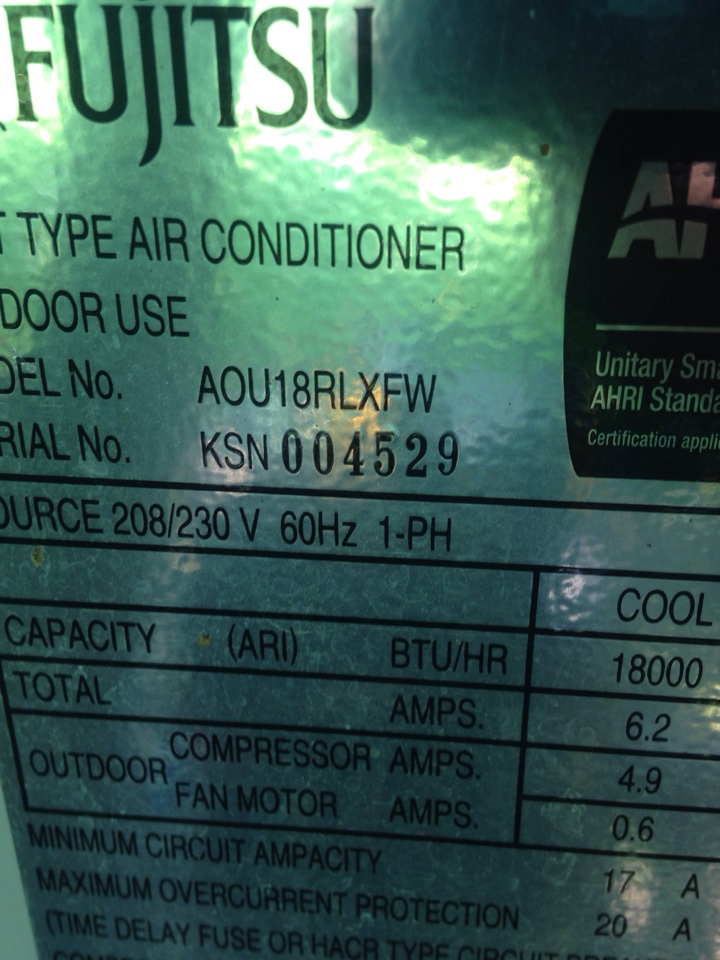 FUJITSU
T TYPE AIR CONDITIONER
DOOR USE
DEL No. AOU18RLXFW
RIAL No. KSN 004529
OURCE 208/230 V 60Hz 1-PH
COOL
CAPACITY (ARI) BTU/HR 18000
TOTAL AMPS. 6.2
OUTDOOR COMPRESSOR AMPS. 4.9
FAN MOTOR AMPS. 0.6
MINIMUM CIRCUIT AMPACITY 17 A
MAXIMUM OVERCURRENT PROTECTION 20 A
(TIME DELAY FUSE OR HACR TYPE CIRCUIT
AH
Unitary Sma
AHRI Standa
Certification appli